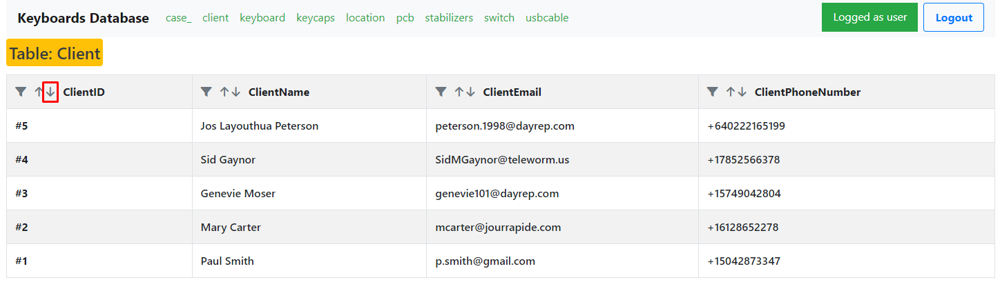 Keyboards Database case_ client keyboard keycaps location pcb stabilizers switch usbcable Logged as user Logout
Table: Client
ClientID ClientName ClientEmail ClientPhoneNumber
#5 Jos Layouthua Peterson peterson.1998@dayrep.com +640222165199
#4 Sid Gaynor SidMGaynor@teleworm.us +17852566378
#3 Genevie Moser genevie101@dayrep.com +15749042804
#2 Mary Carter mcarter@jourrapide.com +16128652278
#1 Paul Smith p.smith@gmail.com +15042873347